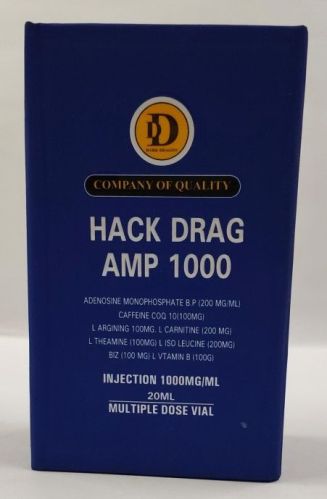 DD
DARK DRAGON
COMPANY OF QUALITY
HACK DRAG
AMP 1000
ADENOSINE MONOPHOSPHATE B.P (200 MG/ML)
CAFFEINE COQ 10(100MG)
L ARGINING 100MG, L CARNITINE (200 MG)
L THEAMINE (100MG) L ISO LEUCINE (200MG)
BIZ (100 MG) L VTAMIN B (100G)
INJECTION 1000MG/ML
20ML
MULTIPLE DOSE VIAL